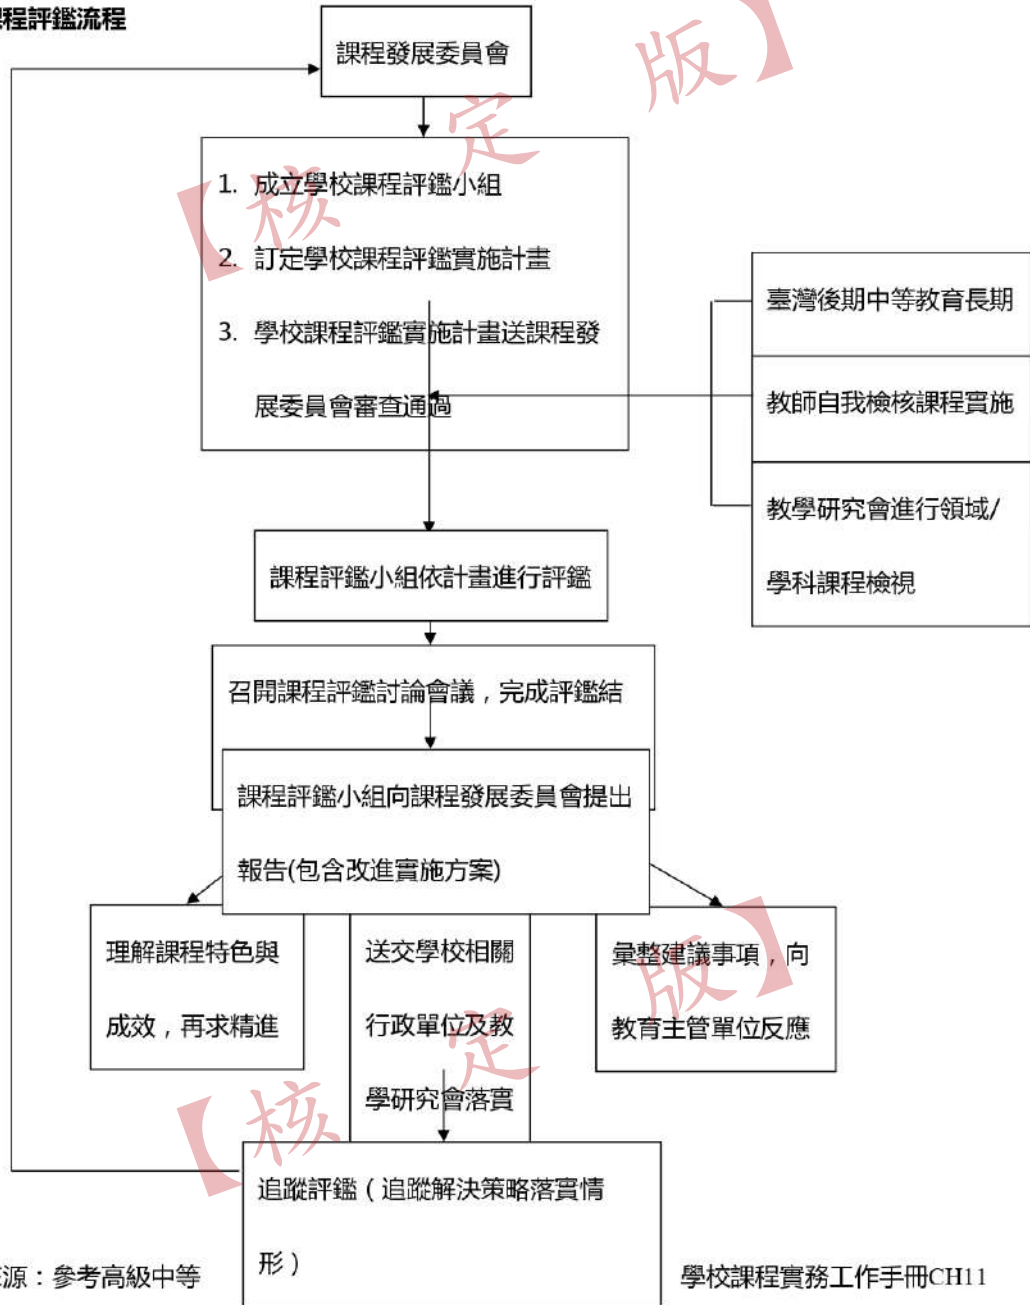 程評鑑流程
課程發展委員會
1. 成立學校課程評鑑小組
2. 訂定學校課程評鑑實施計畫
3. 學校課程評鑑實施計畫送課程發
展委員會審查通過
臺灣後期中等教育長期
教師自我檢核課程實施
教學研究會進行領域/
學科課程檢視
課程評鑑小組依計畫進行評鑑
召開課程評鑑討論會議，完成評鑑結
課程評鑑小組向課程發展委員會提出
報告(包含改進實施方案)
理解課程特色與
成效，再求精進
送交學校相關
行政單位及教
學研究會落實
彙整建議事項，向
教育主管單位反應
追蹤評鑑（追蹤解決策略落實情
形）
源：參考高級中等
學校課程實務工作手冊CH11
【核定版】
【核定版】